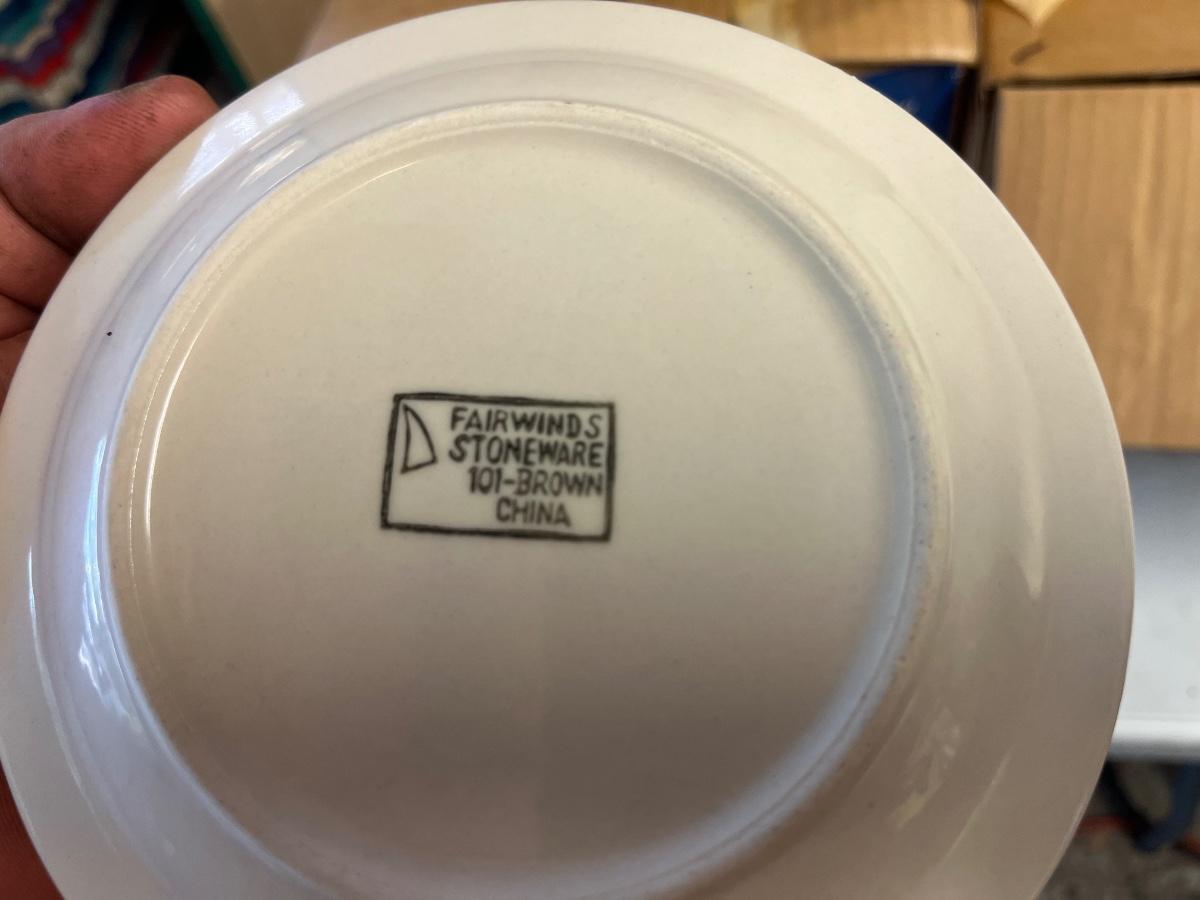 FAIRWINDS
STONEWARE
101-BROWN
CHINA